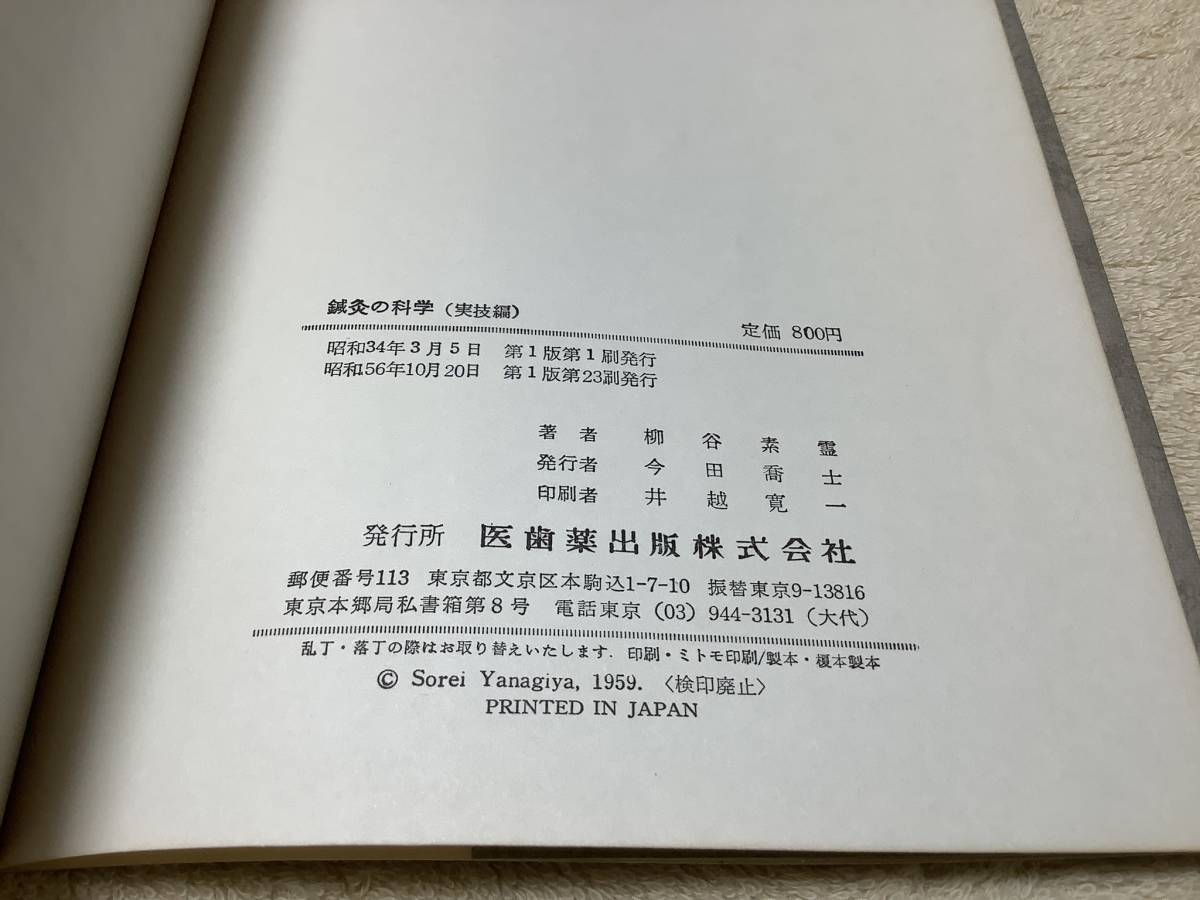 鍼灸の科学（実技編）
定価 800円
昭和34年3月5日 第1版第1刷発行
昭和56年10月20日 第1版第23刷発行
著者 柳谷素霊
発行者 今田喬士
印刷者 井越寛一
発行所 医歯薬出版株式会社
郵便番号113 東京都文京区本駒込1-7-10 振替東京9-13816
東京本郷局私書箱第8号 電話東京（03）944-3131（大代）
乱丁・落丁の際はお取り替えいたします．印刷・ミトモ印刷/製本・榎本製本
© Sorei Yanagiya, 1959.〈検印廃止〉
PRINTED IN JAPAN